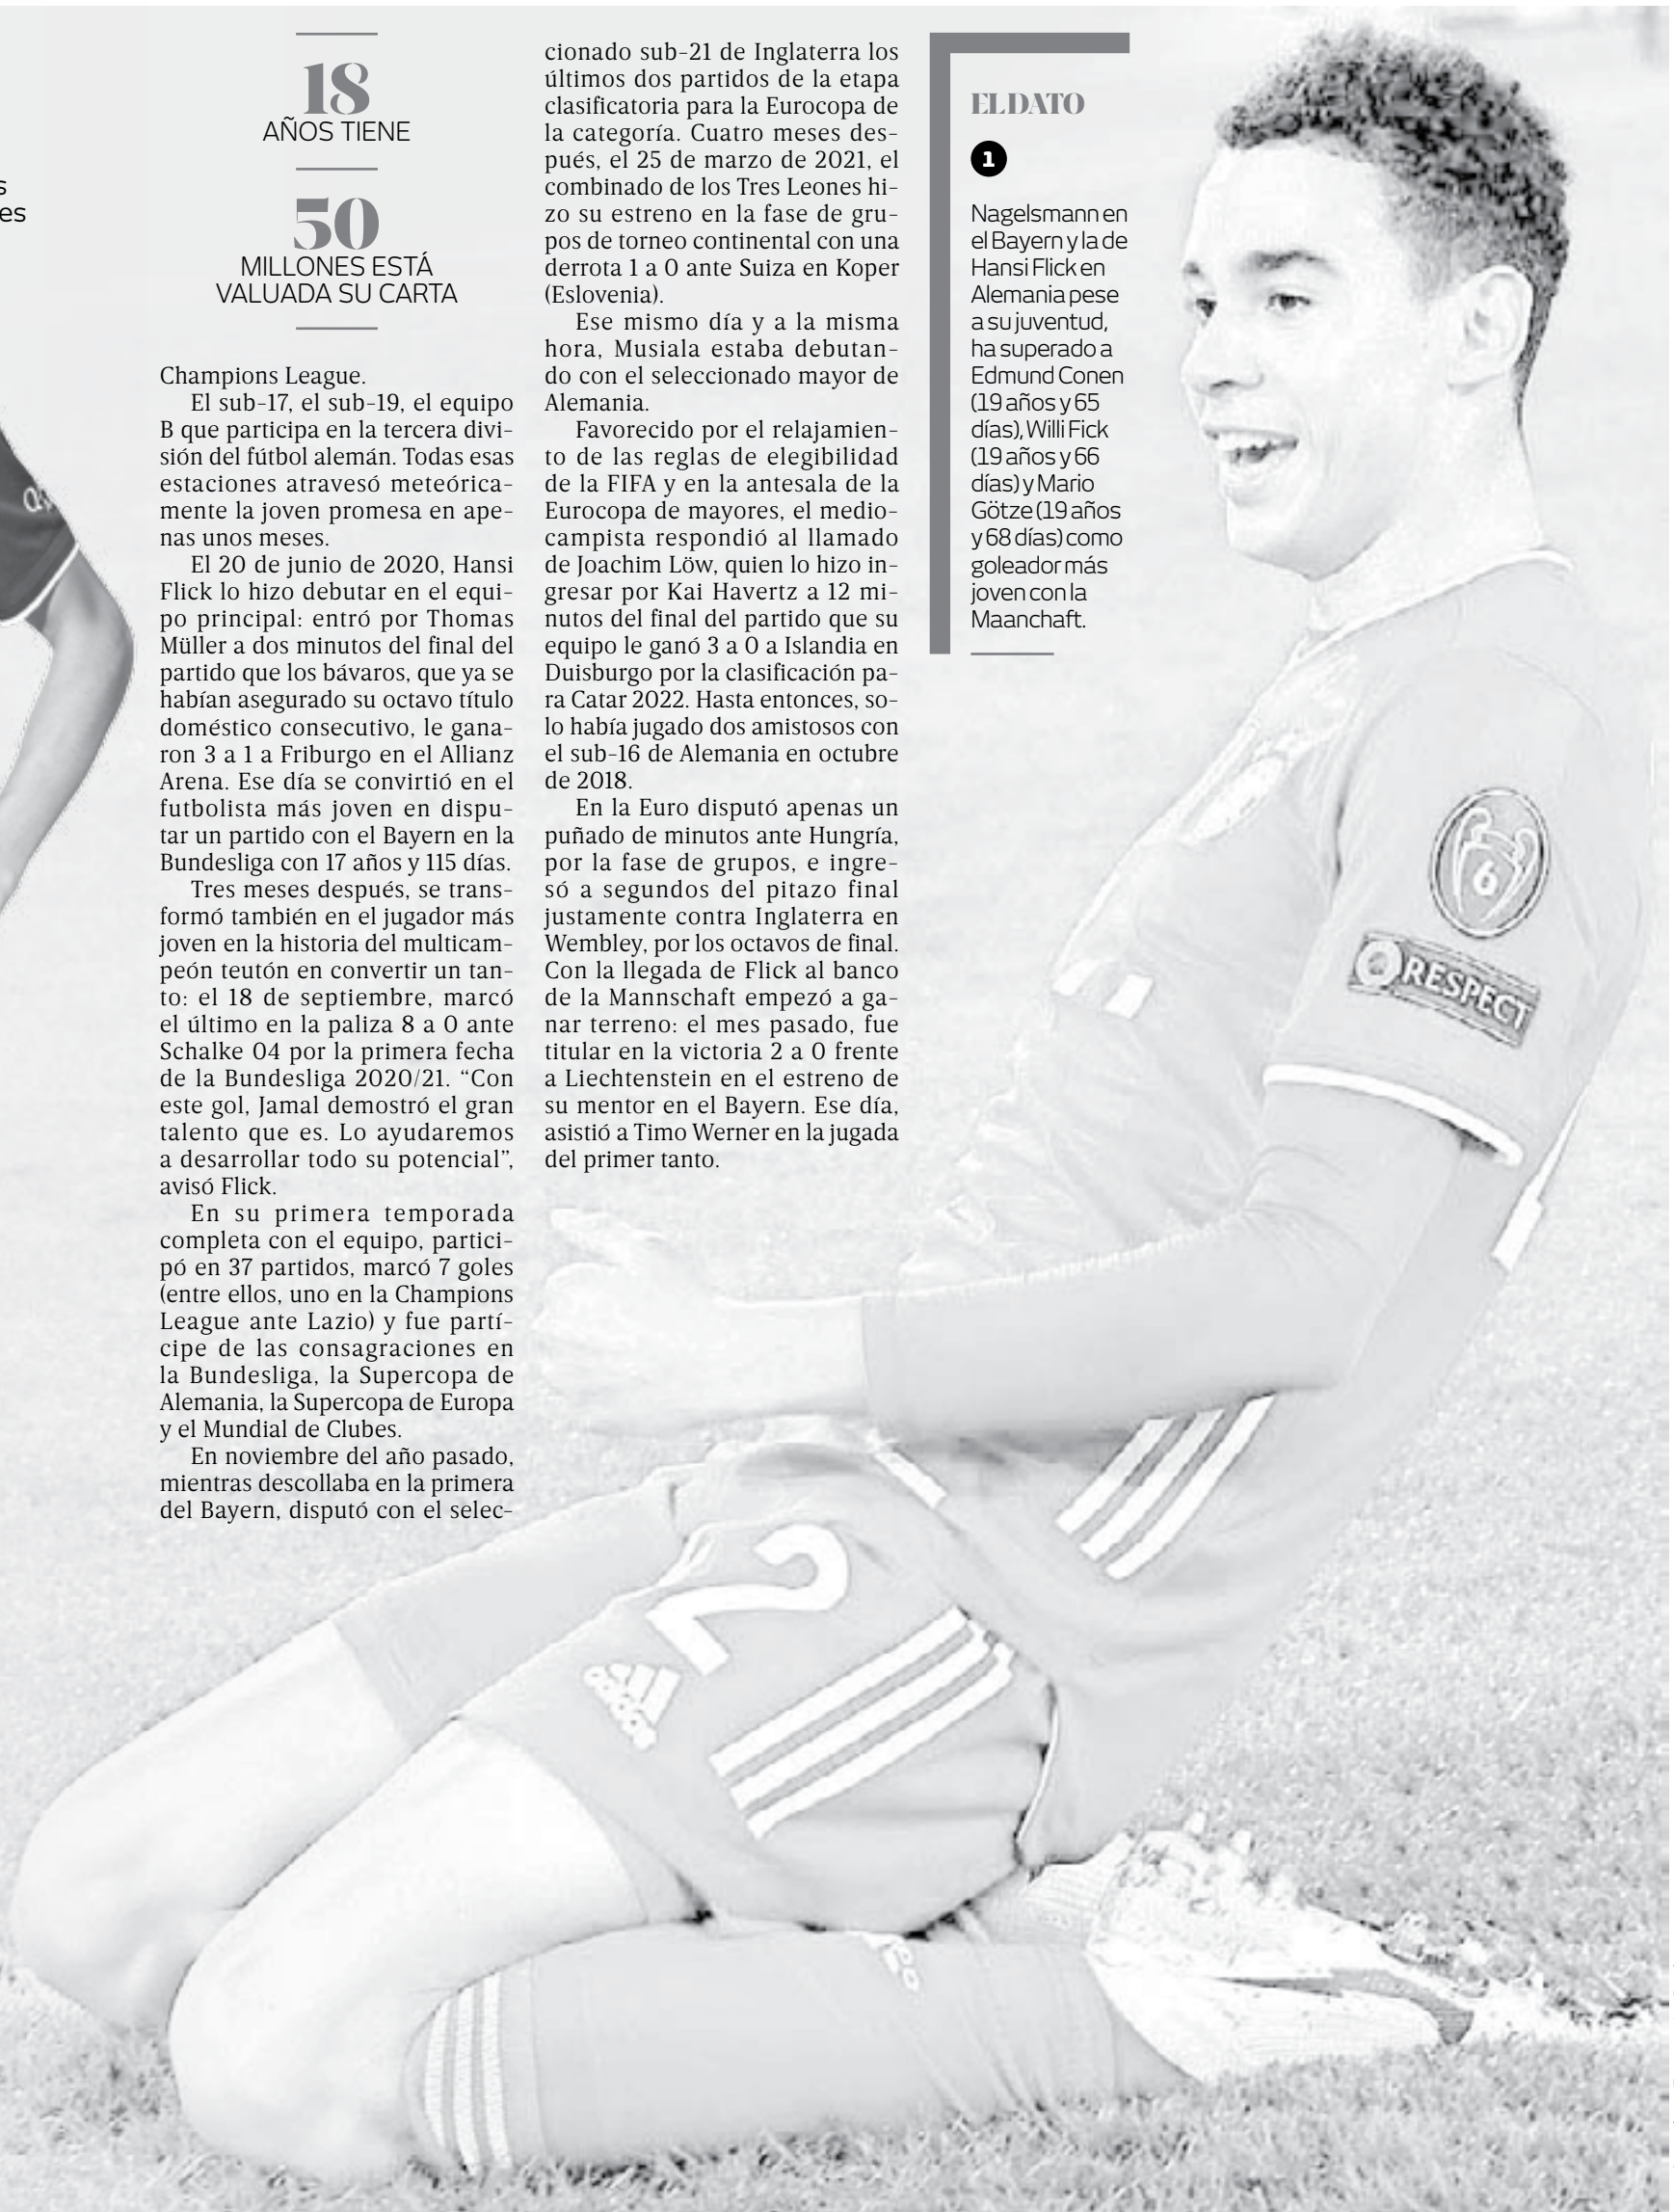 s
es
18
AÑOS TIENE
50
MILLONES ESTÁ
VALUADA SU CARTA
Champions League.
El sub-17, el sub-19, el equipo
B que participa en la tercera divi-
sión del fútbol alemán. Todas esas
estaciones atravesó meteórica-
mente la joven promesa en ape-
nas unos meses.
El 20 de junio de 2020, Hansi
Flick lo hizo debutar en el equi-
po principal: entró por Thomas
Müller a dos minutos del final del
partido que los bávaros, que ya se
habían asegurado su octavo título
doméstico consecutivo, le gana-
ron 3 a 1 a Friburgo en el Allianz
Arena. Ese día se convirtió en el
futbolista más joven en dispu-
tar un partido con el Bayern en la
Bundesliga con 17 años y 115 días.
Tres meses después, se trans-
formó también en el jugador más
joven en la historia del multicam-
peón teutón en convertir un tan-
to: el 18 de septiembre, marcó
el último en la paliza 8 a 0 ante
Schalke 04 por la primera fecha
de la Bundesliga 2020/21. “Con
este gol, Jamal demostró el gran
talento que es. Lo ayudaremos
a desarrollar todo su potencial”,
avisó Flick.
En su primera temporada
completa con el equipo, partici-
pó en 37 partidos, marcó 7 goles
(entre ellos, uno en la Champions
League ante Lazio) y fue partí-
cipe de las consagraciones en
la Bundesliga, la Supercopa de
Alemania, la Supercopa de Europa
y el Mundial de Clubes.
En noviembre del año pasado,
mientras descollaba en la primera
del Bayern, disputó con el selec-
cionado sub-21 de Inglaterra los
últimos dos partidos de la etapa
clasificatoria para la Eurocopa de
la categoría. Cuatro meses des-
pués, el 25 de marzo de 2021, el
combinado de los Tres Leones hi-
zo su estreno en la fase de gru-
pos de torneo continental con una
derrota 1 a 0 ante Suiza en Koper
(Eslovenia).
Ese mismo día y a la misma
hora, Musiala estaba debutan-
do con el seleccionado mayor de
Alemania.
Favorecido por el relajamien-
to de las reglas de elegibilidad
de la FIFA y en la antesala de la
Eurocopa de mayores, el medio-
campista respondió al llamado
de Joachim Löw, quien lo hizo in-
gresar por Kai Havertz a 12 mi-
nutos del final del partido que su
equipo le ganó 3 a 0 a Islandia en
Duisburgo por la clasificación pa-
ra Catar 2022. Hasta entonces, so-
lo había jugado dos amistosos con
el sub-16 de Alemania en octubre
de 2018.
En la Euro disputó apenas un
puñado de minutos ante Hungría,
por la fase de grupos, e ingre-
só a segundos del pitazo final
justamente contra Inglaterra en
Wembley, por los octavos de final.
Con la llegada de Flick al banco
de la Mannschaft empezó a ga-
nar terreno: el mes pasado, fue
titular en la victoria 2 a 0 frente
a Liechtenstein en el estreno de
su mentor en el Bayern. Ese día,
asistió a Timo Werner en la jugada
del primer tanto.
EL DATO
1
Nagelsmann en
el Bayern y la de
Hansi Flick en
Alemania pese
a su juventud,
ha superado a
Edmund Conen
(19 años y 65
días), Willi Fick
(19 años y 66
días) y Mario
Götze (19 años
y 68 días) como
goleador más
joven con la
Maanchaft.
6
RESPECT
2
adidas